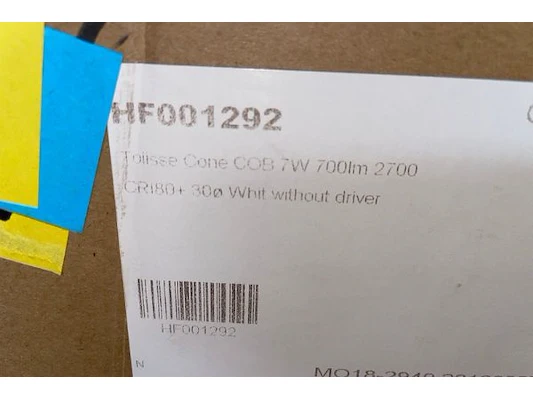 HF001292
Tolisse Cone COB 7W 700lm 2700
CRI80+ 30ø Whit without driver
HF001292
N